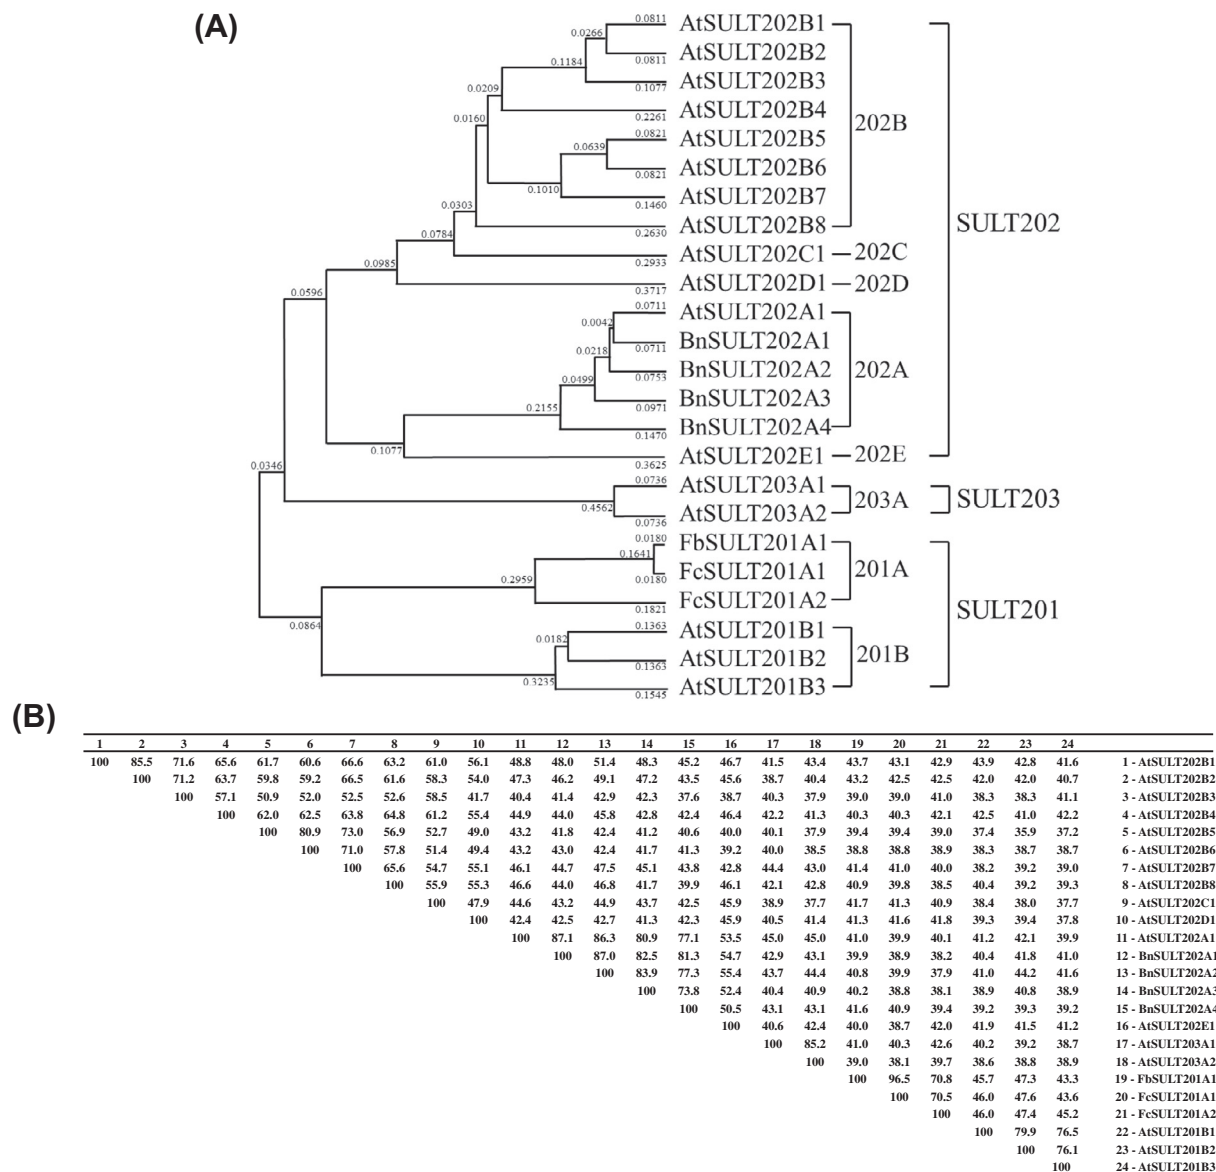 (A)
0.0811
AtSULT202B1
0.0266
AtSULT202B2
0.0811
0.1184
AtSULT202B3
0.1077
0.0209
AtSULT202B4
0.2261
0.0160
202B
0.0821
AtSULT202B5
0.0639
AtSULT202B6
0.0821
0.1010
AtSULT202B7
0.1460
0.0303
AtSULT202B8
0.2630
SULT202
0.0784
AtSULT202C1
202C
0.2933
0.0985
AtSULT202D1
202D
0.3717
0.0596
0.0711
AtSULT202A1
0.0042
BnSULT202A1
0.0711
0.0218
BnSULT202A2
0.0753
202A
0.0499
BnSULT202A3
0.0971
0.2155
BnSULT202A4
0.1470
0.1077
AtSULT202E1
202E
0.3625
0.0346
0.0736
AtSULT203A1
203A
SULT203
0.4562
AtSULT203A2
0.0736
0.0180
FbSULT201A1
0.1641
FcSULT201A1
0.0180
201A
0.2959
FcSULT201A2
0.1821
SULT201
0.0864
0.1363
AtSULT201B1
0.0182
AtSULT201B2
0.1363
201B
0.3235
AtSULT201B3
0.1545
(B)
1 2 3 4 5 6 7 8 9 10 11 12 13 14 15 16 17 18 19 20 21 22 23 24
100 85.5 71.6 65.6 61.7 60.6 66.6 63.2 61.0 56.1 48.8 48.0 51.4 48.3 45.2 46.7 41.5 43.4 43.7 43.1 42.9 43.9 42.8 41.6 1 - AtSULT202B1
100 71.2 63.7 59.8 59.2 66.5 61.6 58.3 54.0 47.3 46.2 49.1 47.2 43.5 45.6 38.7 40.4 43.2 42.5 42.5 42.0 42.0 40.7 2 - AtSULT202B2
100 57.1 50.9 52.0 52.5 52.6 58.5 41.7 40.4 41.4 42.9 42.3 37.6 38.7 40.3 37.9 39.0 39.0 41.0 38.3 38.3 41.1 3 - AtSULT202B3
100 62.0 62.5 63.8 64.8 61.2 55.4 44.9 44.0 45.8 42.8 42.4 46.4 42.2 41.3 40.3 40.3 42.1 42.5 41.0 42.2 4 - AtSULT202B4
100 80.9 73.0 56.9 52.7 49.0 43.2 41.8 42.4 41.2 40.6 40.0 40.1 37.9 39.4 39.4 39.0 37.4 35.9 37.2 5 - AtSULT202B5
100 71.0 57.8 51.4 49.4 43.2 43.0 42.4 41.7 41.3 39.2 40.0 38.5 38.8 38.8 38.9 38.3 38.7 38.7 6 - AtSULT202B6
100 65.6 54.7 55.1 46.1 44.7 47.5 45.1 43.8 42.8 44.4 43.0 41.4 41.0 40.0 38.2 39.2 39.0 7 - AtSULT202B7
100 55.9 55.3 46.6 44.0 46.8 41.7 39.9 46.1 42.1 42.8 40.9 39.8 38.5 40.4 39.2 39.3 8 - AtSULT202B8
100 47.9 44.6 43.2 44.9 43.7 42.5 45.9 38.9 37.7 41.7 41.3 40.9 38.4 38.0 37.7 9 - AtSULT202C1
100 42.4 42.5 42.7 41.3 42.3 45.9 40.5 41.4 41.3 41.6 41.8 39.3 39.4 37.8 10 - AtSULT202D1
100 87.1 86.3 80.9 77.1 53.5 45.0 45.0 41.0 39.9 40.1 41.2 42.1 39.9 11 - AtSULT202A1
100 87.0 82.5 81.3 54.7 42.9 43.1 39.9 38.9 38.2 40.4 41.8 41.0 12 - BnSULT202A1
100 83.9 77.3 55.4 43.7 44.4 40.8 39.9 37.9 41.0 44.2 41.6 13 - BnSULT202A2
100 73.8 52.4 40.4 40.9 40.2 38.8 38.1 38.9 40.8 38.9 14 - BnSULT202A3
100 50.5 43.1 43.1 41.6 40.9 39.4 39.2 39.3 39.2 15 - BnSULT202A4
100 40.6 42.4 40.0 38.7 42.0 41.9 41.5 41.2 16 - AtSULT202E1
100 85.2 41.0 40.3 42.6 40.2 39.2 38.7 17 - AtSULT203A1
100 39.0 38.1 39.7 38.6 38.8 38.9 18 - AtSULT203A2
100 96.5 70.8 45.7 47.3 43.3 19 - FbSULT201A1
100 70.5 46.0 47.6 43.6 20 - FcSULT201A1
100 46.0 47.4 45.2 21 - FcSULT201A2
100 79.9 76.5 22 - AtSULT201B1
100 76.1 23 - AtSULT201B2
100 24 - AtSULT201B3